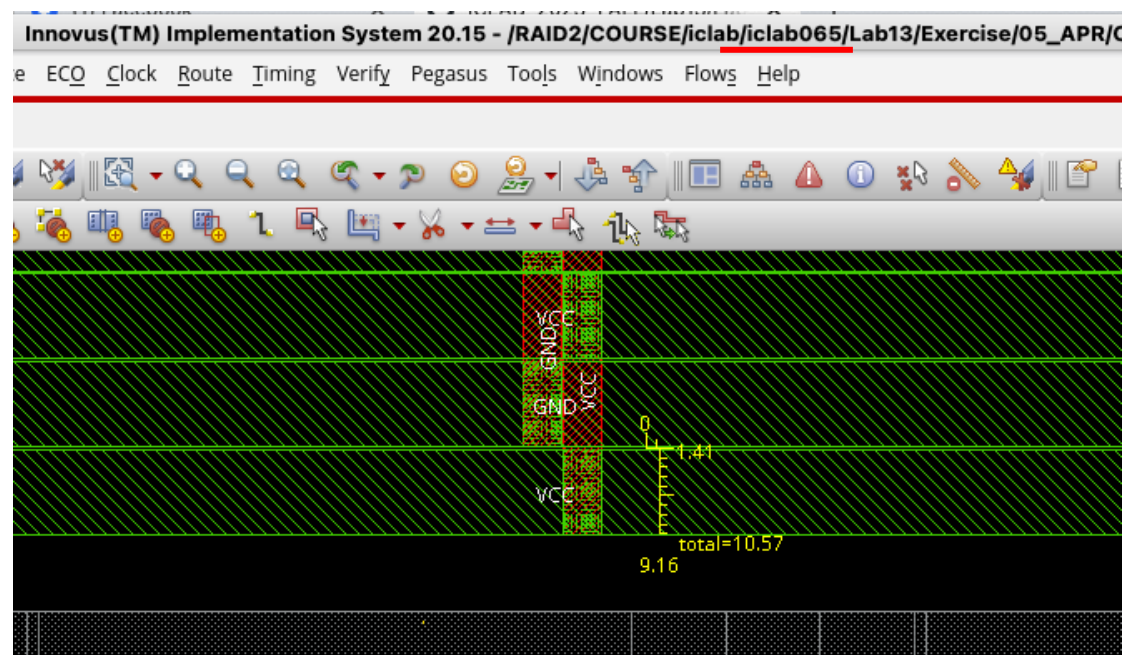 Innovus(TM) Implementation System 20.15 - /RAID2/COURSE/iclab/iclab065/Lab13/Exercise/05_APR/
ECO Clock Route Timing Verify Pegasus Tools Windows Flows Help
VCC
GND
VCC
GND
0
1.41
VCC
total=10.57
9.16